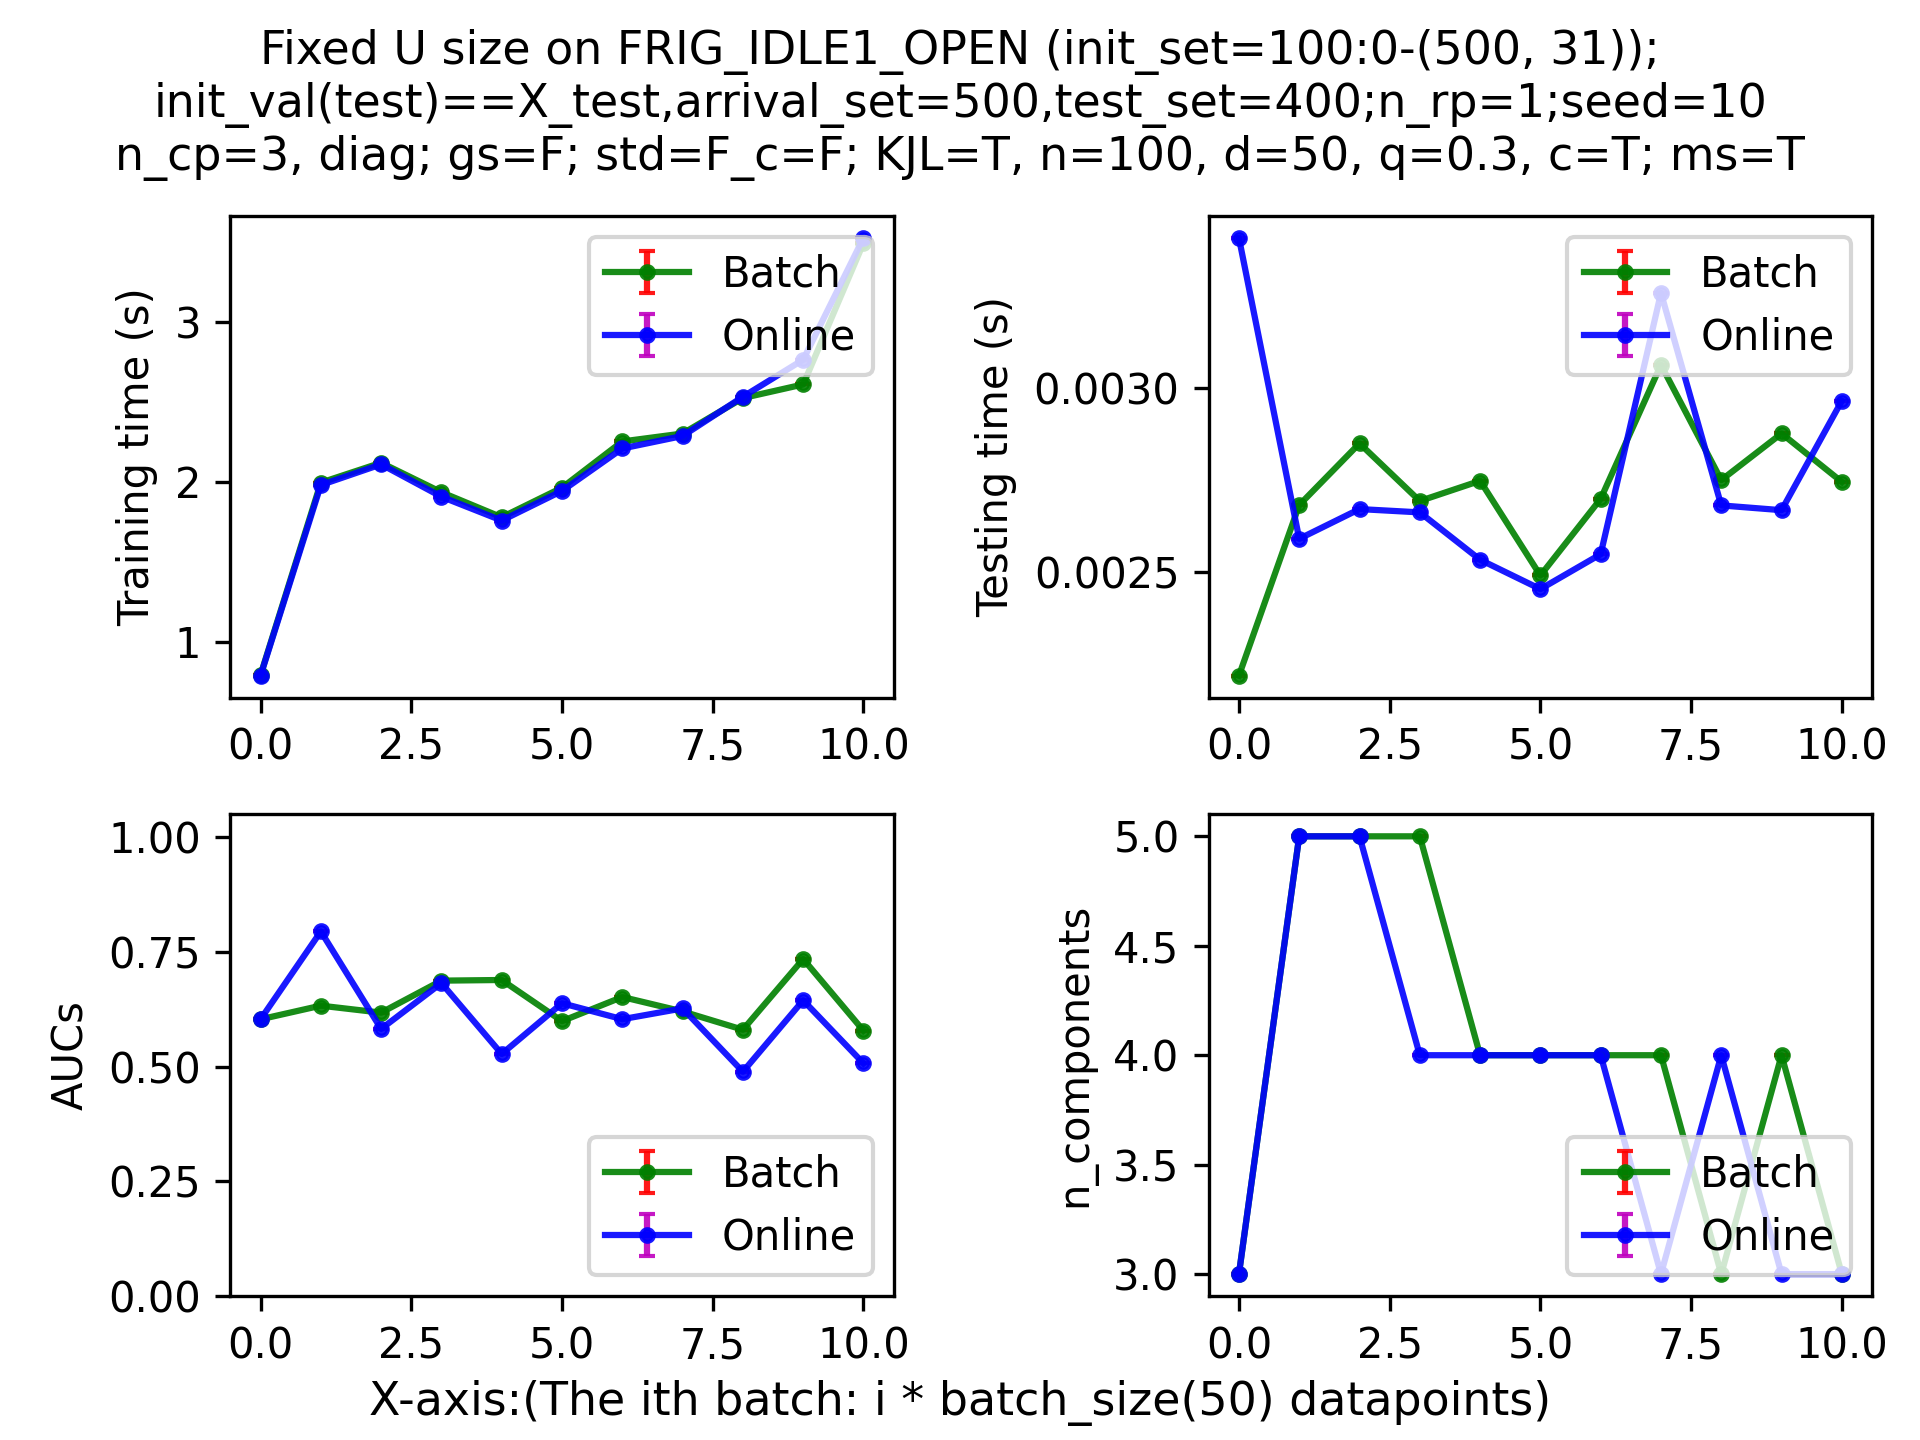 Fixed U size on FRIG_IDLE1_OPEN (init_set=100:0-(500, 31));
init_val(test)==X_test,arrival_set=500,test_set=400;n_rp=1;seed=10
n_cp=3, diag; gs=F; std=F_c=F; KJL=T, n=100, d=50, q=0.3, c=T; ms=T
Training time (s)
3
2
1
0.0 2.5 5.0 7.5 10.0
Batch
Online
Testing time (s)
0.0030
0.0025
0.0 2.5 5.0 7.5 10.0
Batch
Online
AUCs
1.00
0.75
0.50
0.25
0.00
0.0 2.5 5.0 7.5 10.0
Batch
Online
n_components
5.0
4.5
4.0
3.5
3.0
0.0 2.5 5.0 7.5 10.0
Batch
Online
X-axis:(The ith batch: i * batch_size(50) datapoints)